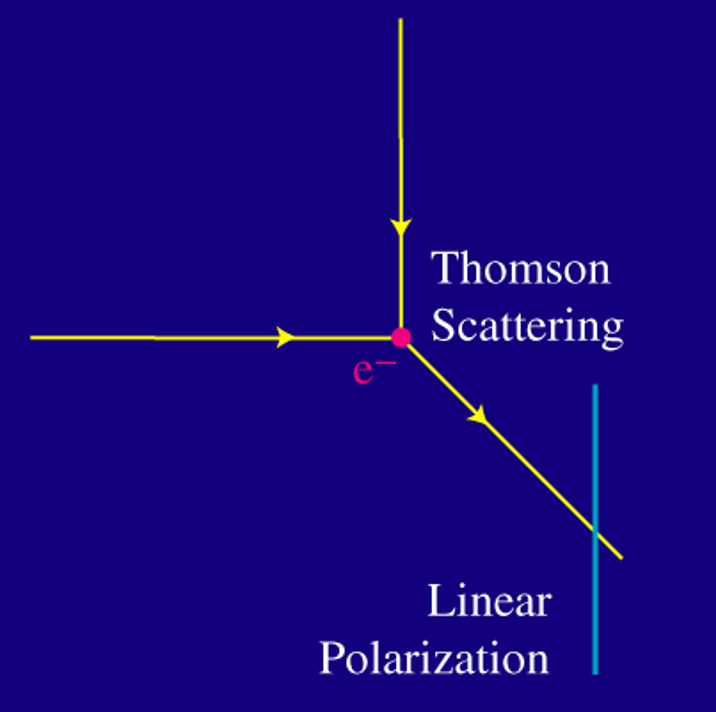 Thomson
Scattering
e⁻
Linear
Polarization